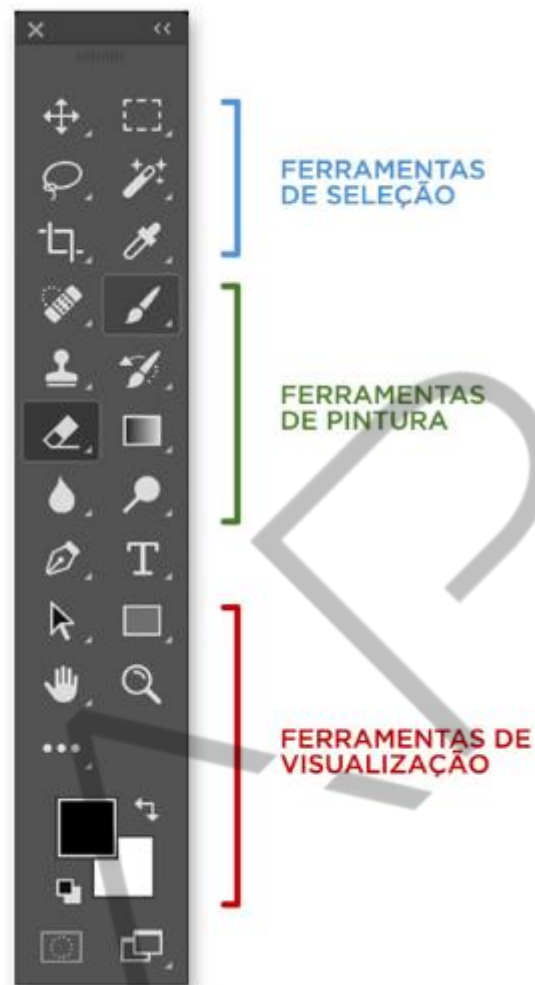 FERRAMENTAS
DE SELEÇÃO
FERRAMENTAS
DE PINTURA
FERRAMENTAS DE
VISUALIZAÇÃO